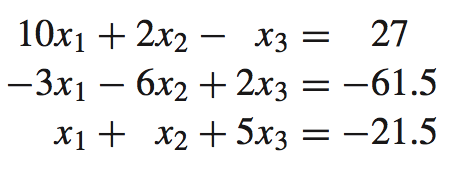 10x₁ + 2x₂ − x₃ = 27
−3x₁ − 6x₂ + 2x₃ = −61.5
x₁ + x₂ + 5x₃ = −21.5